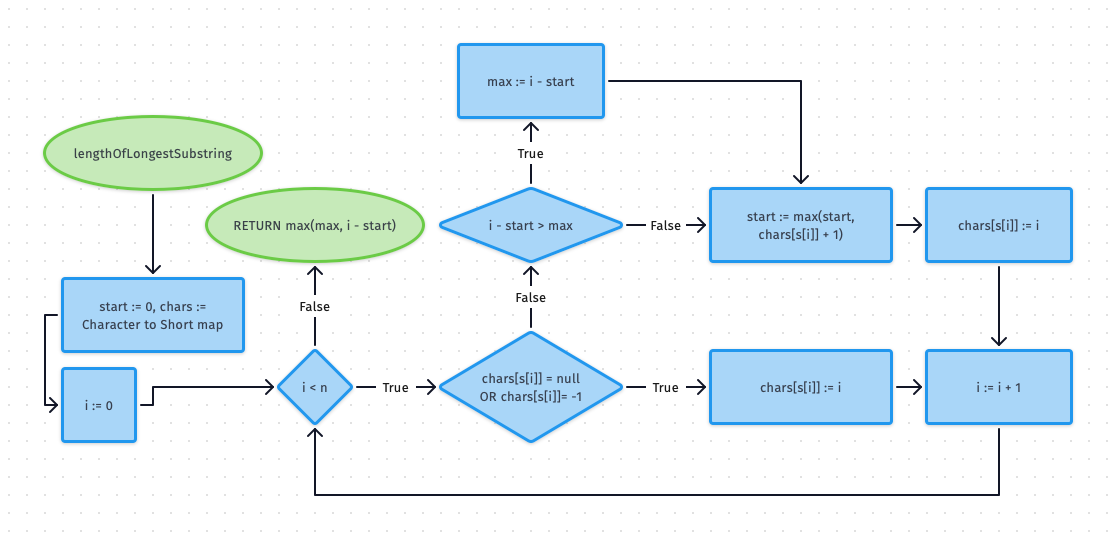 max := i - start
True
lengthOfLongestSubstring
RETURN max(max, i - start)
i - start > max
False
start := max(start,
chars[s[i]] + 1)
chars[s[i]] := i
start := 0, chars :=
Character to Short map
False
False
i := 0
i < n
True
chars[s[i]] = null
OR chars[s[i]]= -1
True
chars[s[i]] := i
i := i + 1